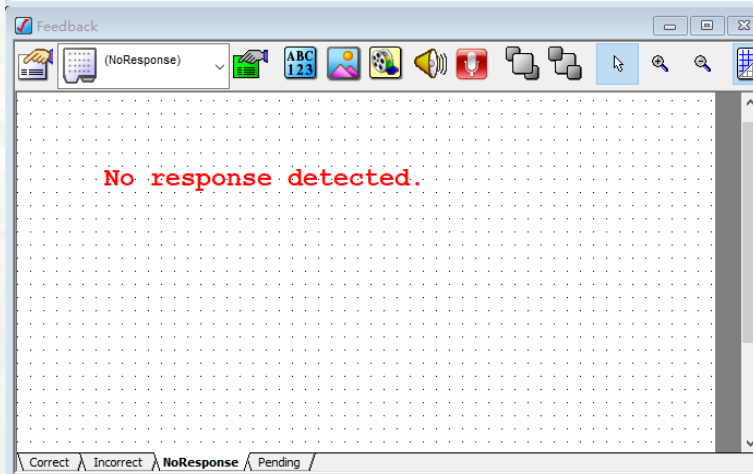 Feedback
(NoResponse)
ABC
123
No response detected.
Correct Incorrect NoResponse Pending